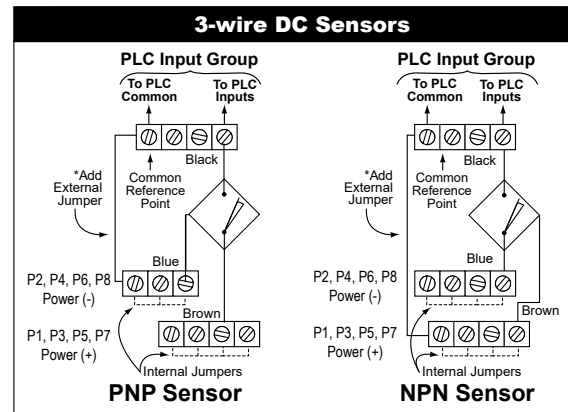 3-wire DC Sensors
PLC Input Group
To PLC
Common
To PLC
Inputs
Black
*Add
External
Jumper
Common
Reference
Point
Blue
P2, P4, P6, P8
Power (-)
Brown
P1, P3, P5, P7
Power (+)
Internal Jumpers
PNP Sensor
PLC Input Group
To PLC
Common
To PLC
Inputs
Black
*Add
External
Jumper
Common
Reference
Point
Blue
P2, P4, P6, P8
Power (-)
Brown
P1, P3, P5, P7
Power (+)
Internal Jumpers
NPN Sensor